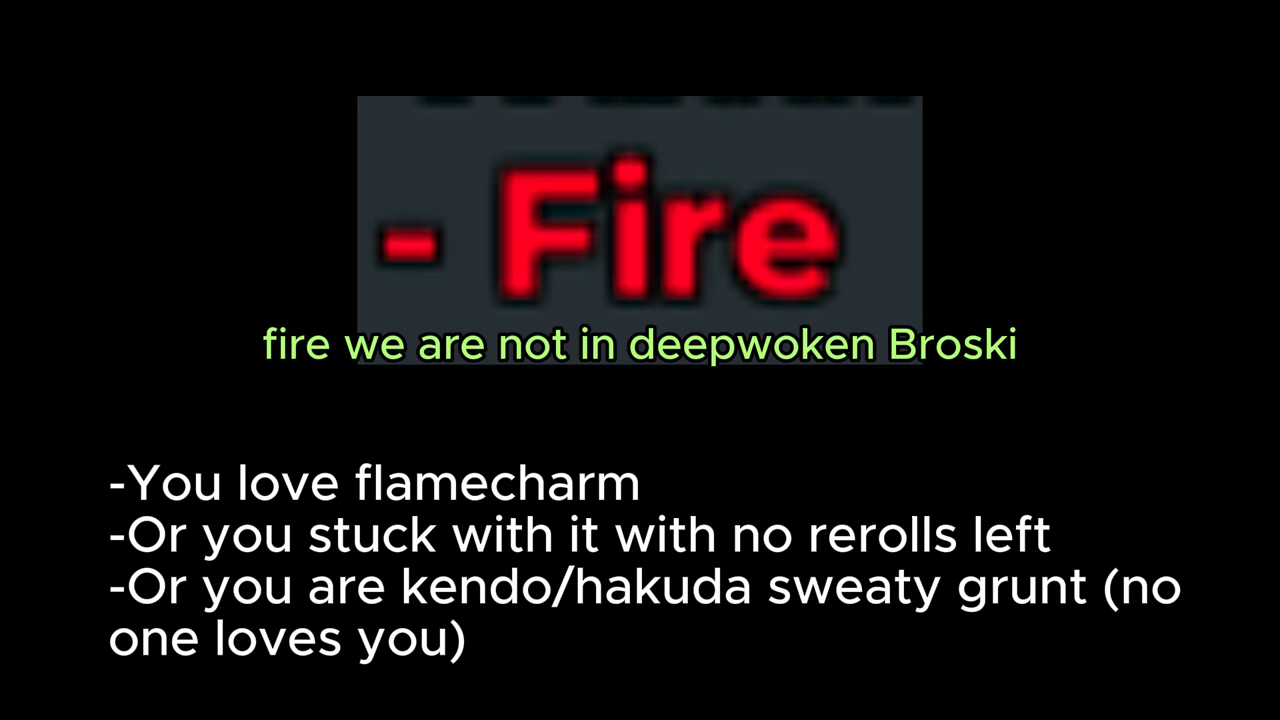 - Fire
fire we are not in deepwoken Broski
-You love flamecharm
-Or you stuck with it with no rerolls left
-Or you are kendo/hakuda sweaty grunt (no
one loves you)